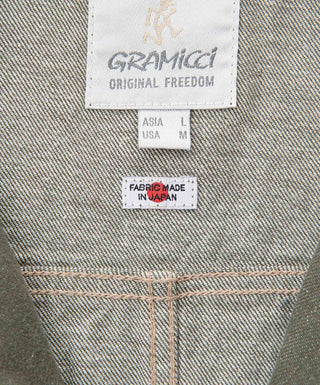 GRAMICCi
ORIGINAL FREEDOM
ASIA L
USA M
FABRIC MADE
IN JAPAN